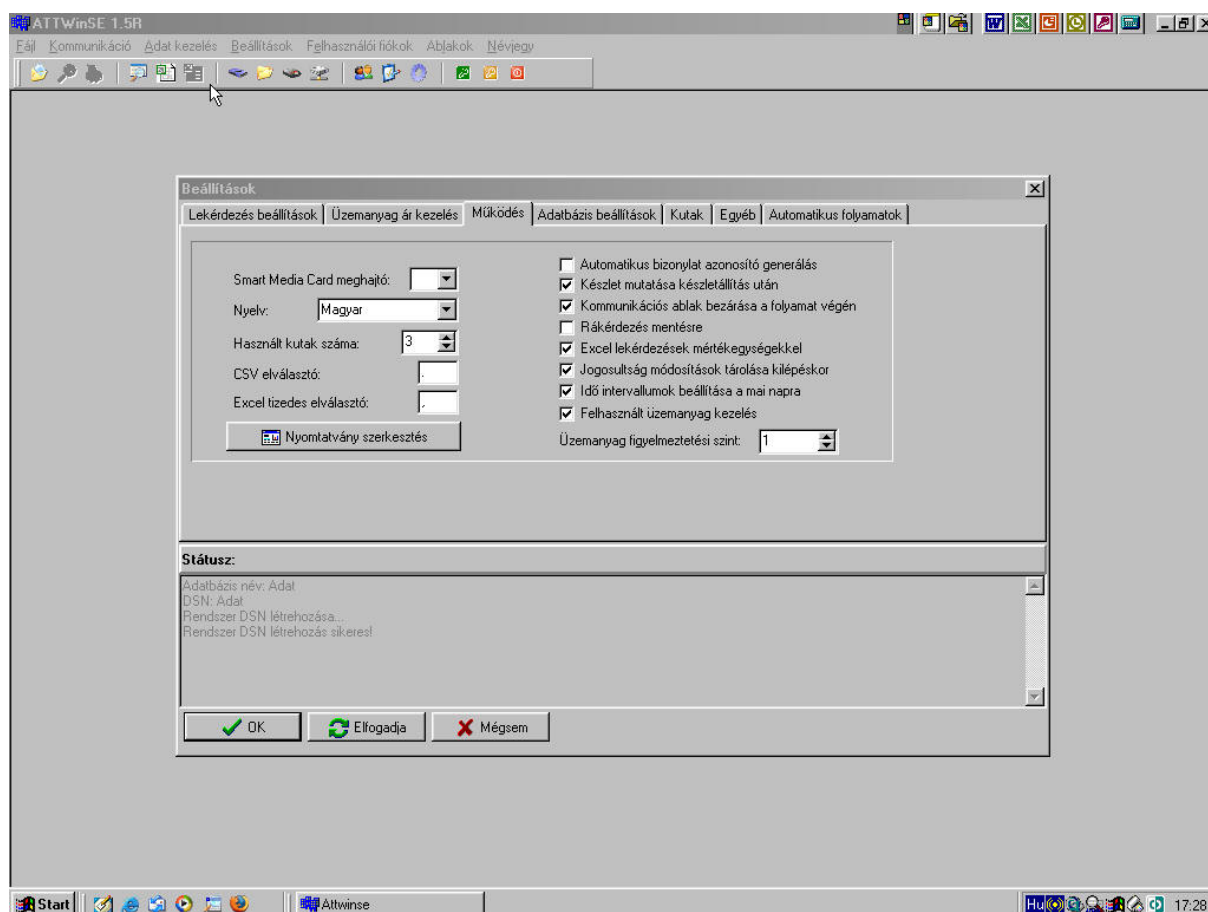 ATTWinSE 1.5R
Fájl Kommunikáció Adat kezelés Beállítások Felhasználói fiókok Ablakok Névjegy
Beállítások
Lekérdezés beállítások Üzemanyag ár kezelés Működés Adatbázis beállítások Kutak Egyéb Automatikus folyamatok
Smart Media Card meghajtó:
Nyelv: Magyar
Használt kutak száma: 3
CSV elválasztó: .
Excel tizedes elválasztó: ,
Nyomtatvány szerkesztés
Automatikus bizonylat azonosító generálás
Készlet mutatása készletállítás után
Kommunikációs ablak bezárása a folyamat végén
Rákérdezés mentésre
Excel lekérdezések mértékegységekkel
Jogosultság módosítások tárolása kilépéskor
Idő intervallumok beállítása a mai napra
Felhasznált üzemanyag kezelés
Üzemanyag figyelmeztetési szint: 1
Státusz:
Adatbázis név: Adat
DSN: Adat
Rendszer DSN létrehozása...
Rendszer DSN létrehozás sikeres!
OK Elfogadja Mégsem
Start Attwinse Hu 17:28